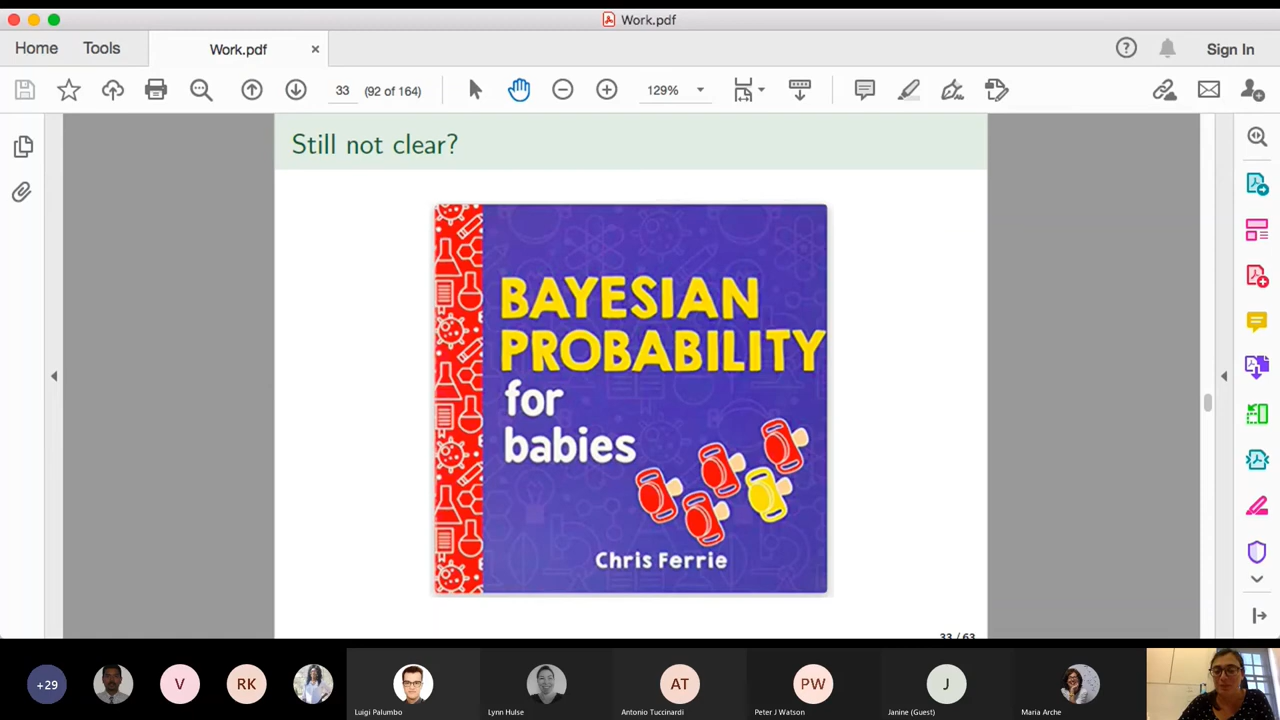 Work.pdf
Home
Tools
Work.pdf
×
?
Sign In
33
(92 of 164)
129%
Still not clear?
BAYESIAN
PROBABILITY
for
babies
Chris Ferrie
33 / 63
+29
V
RK
AT
PW
J
Luigi Palumbo
Lynn Hulse
Antonio Tuccinardi
Peter J Watson
Janine (Guest)
Maria Arche